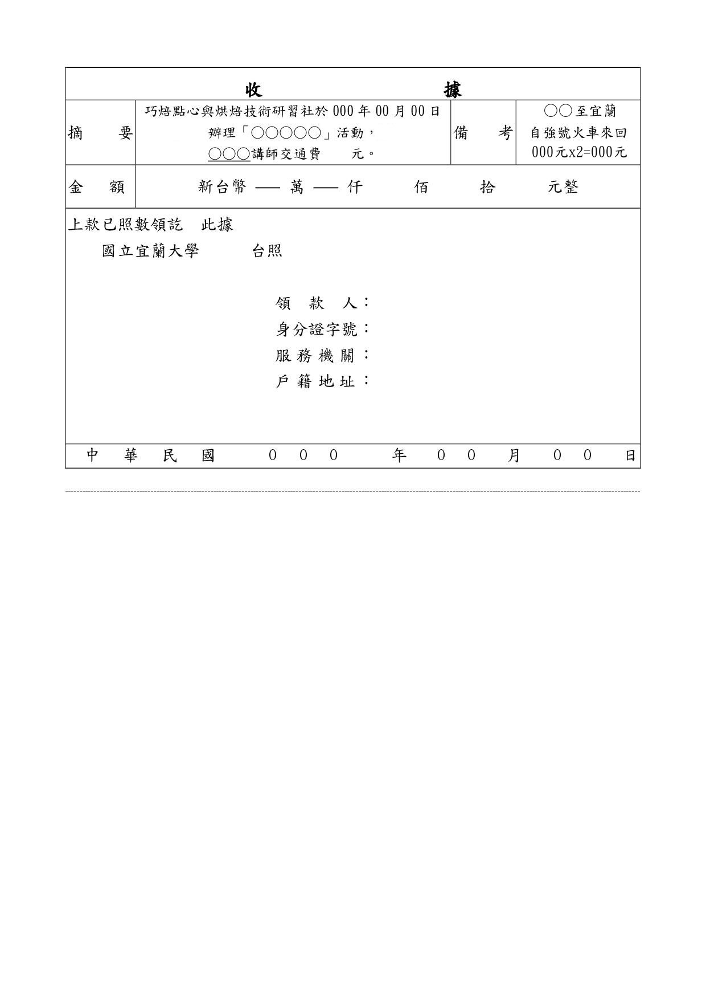 收 據
摘 要
巧焙點心與烘焙技術研習社於 000 年 00 月 00 日
辦理「○○○○○」活動，
○○○講師交通費 元。
備 考
○○至宜蘭
自強號火車來回
000元x2=000元
金 額
新台幣 — 萬 — 仟 佰 拾 元整
上款已照數領訖 此據
國立宜蘭大學 台照
領 款 人：
身分證字號：
服務機關：
戶籍地址：
中 華 民 國 0 0 0 年 0 0 月 0 0 日